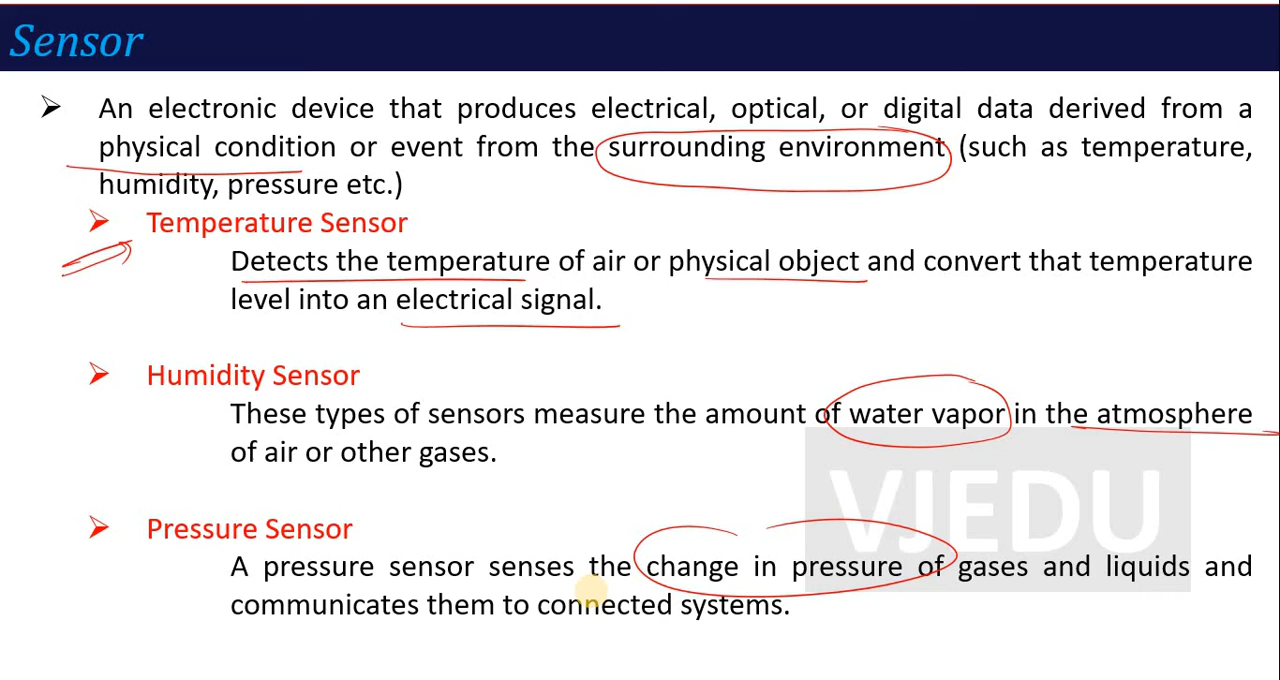 Sensor
An electronic device that produces electrical, optical, or digital data derived from a
physical condition or event from the surrounding environment (such as temperature,
humidity, pressure etc.)
Temperature Sensor
Detects the temperature of air or physical object and convert that temperature
level into an electrical signal.
Humidity Sensor
These types of sensors measure the amount of water vapor in the atmosphere
of air or other gases.
VJEDU
Pressure Sensor
A pressure sensor senses the change in pressure of gases and liquids and
communicates them to connected systems.